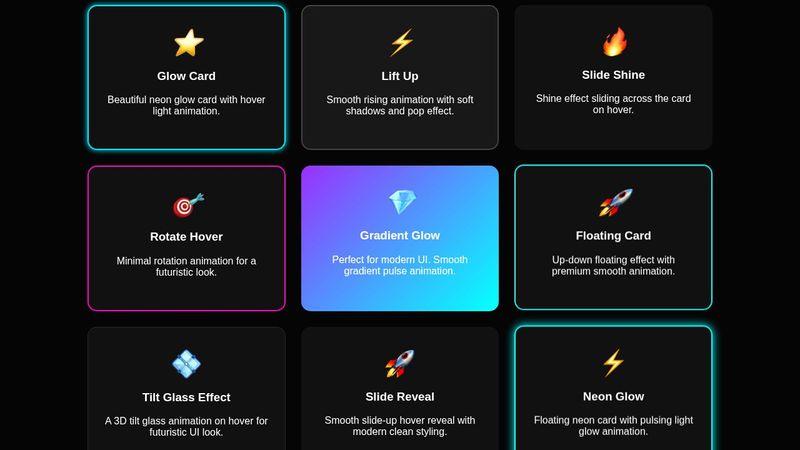 Glow Card
Beautiful neon glow card with hover
light animation.
Lift Up
Smooth rising animation with soft
shadows and pop effect.
Slide Shine
Shine effect sliding across the card
on hover.
Rotate Hover
Minimal rotation animation for a
futuristic look.
Gradient Glow
Perfect for modern UI. Smooth
gradient pulse animation.
Floating Card
Up-down floating effect with
premium smooth animation.
Tilt Glass Effect
A 3D tilt glass animation on hover for
futuristic UI look.
Slide Reveal
Smooth slide-up hover reveal with
modern clean styling.
Neon Glow
Floating neon card with pulsing light
glow animation.